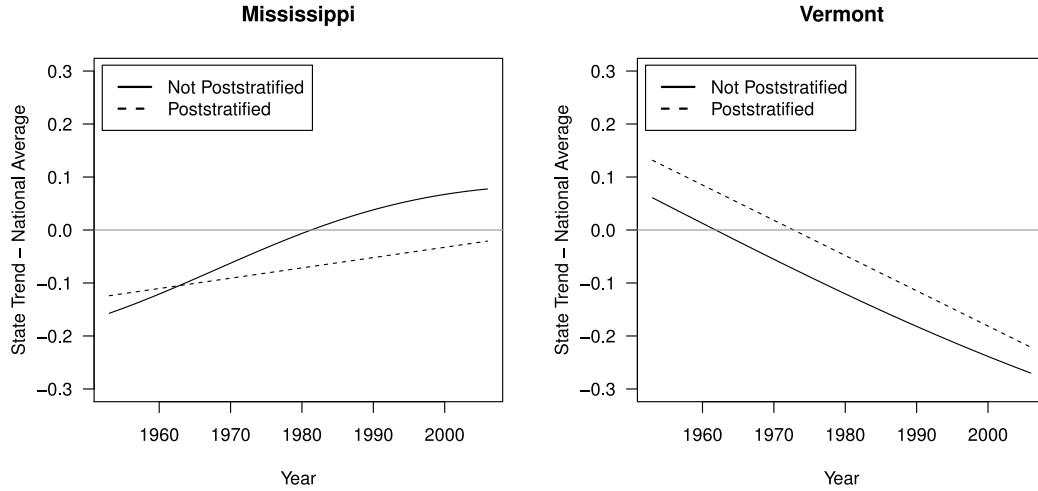 Mississippi
State Trend − National Average
0.3
0.2
0.1
0.0
−0.1
−0.2
−0.3
Not Poststratified
Poststratified
1960 1970 1980 1990 2000
Year
Vermont
State Trend − National Average
0.3
0.2
0.1
0.0
−0.1
−0.2
−0.3
Not Poststratified
Poststratified
1960 1970 1980 1990 2000
Year